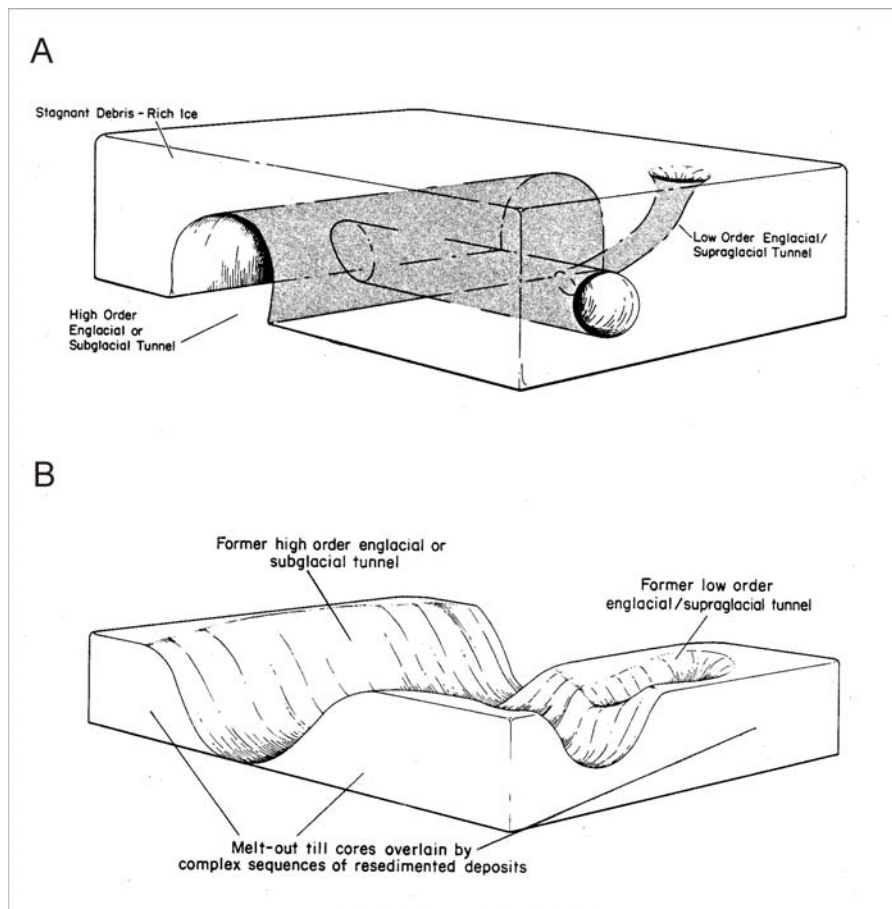 A
Stagnant Debris-Rich Ice
Low Order Englacial/
Supraglacial Tunnel
High Order
Englacial or
Subglacial Tunnel
B
Former high order englacial or
subglacial tunnel
Former low order
englacial/supraglacial tunnel
Melt-out till cores overlain by
complex sequences of resedimented deposits